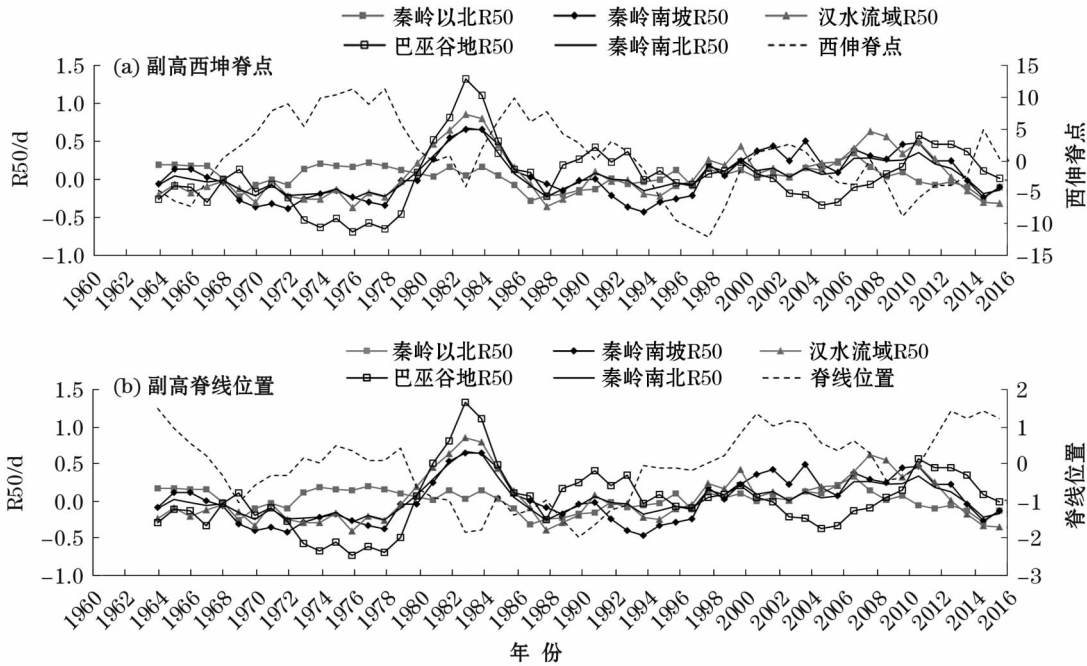 秦岭以北R50 秦岭南坡R50 汉水流域R50
巴巫谷地R50 秦岭南北R50 西伸脊点
(a) 副高西坤脊点
1.5 1.0 0.5 0.0 −0.5 −1.0
R50/d
15 10 5 0 −5 −10 −15
西伸脊点
1960 1962 1964 1966 1968 1970 1972 1974 1976 1978 1980 1982 1984 1986 1988 1990 1992 1994 1996 1998 2000 2002 2004 2006 2008 2010 2012 2014 2016
秦岭以北R50 秦岭南坡R50 汉水流域R50
巴巫谷地R50 秦岭南北R50 脊线位置
(b) 副高脊线位置
1.5 1.0 0.5 0.0 −0.5 −1.0
R50/d
2 1 0 −1 −2 −3
脊线位置
1960 1962 1964 1966 1968 1970 1972 1974 1976 1978 1980 1982 1984 1986 1988 1990 1992 1994 1996 1998 2000 2002 2004 2006 2008 2010 2012 2014 2016
年 份